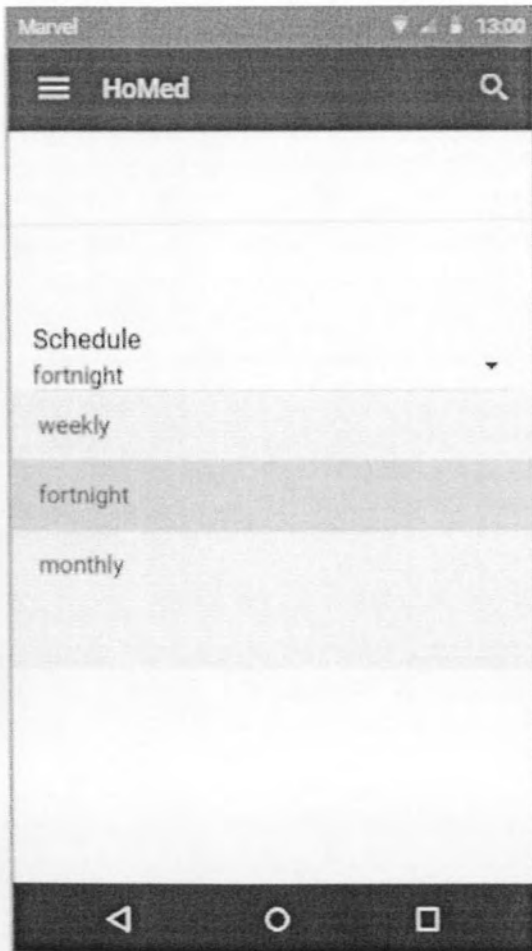 Marvel 13:00
HoMed
Schedule
fortnight
weekly
fortnight
monthly